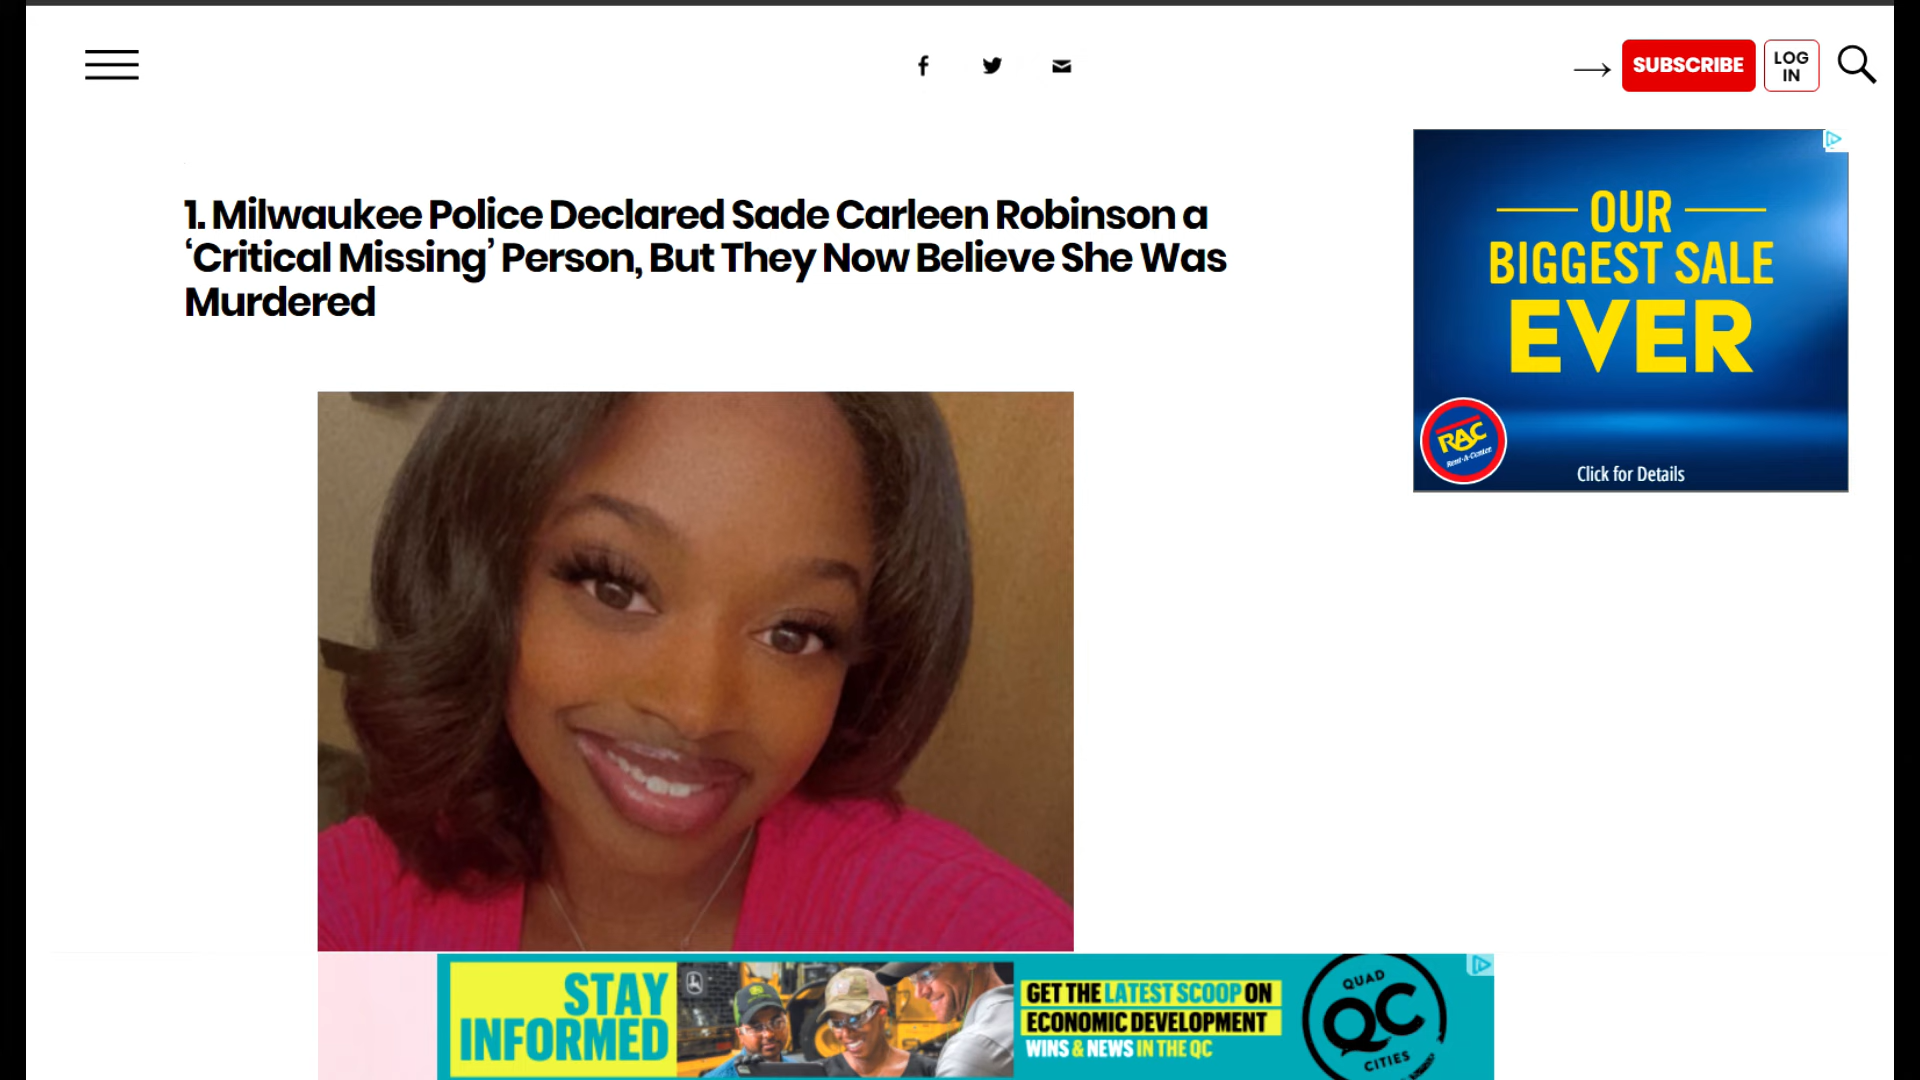 SUBSCRIBE
LOG
IN
1. Milwaukee Police Declared Sade Carleen Robinson a
‘Critical Missing’ Person, But They Now Believe She Was
Murdered
OUR
BIGGEST SALE
EVER
RAC
Rent-A-Center
Click for Details
STAY
INFORMED
GET THE LATEST SCOOP ON
ECONOMIC DEVELOPMENT
WINS & NEWS IN THE QC
QUAD
QC
CITIES